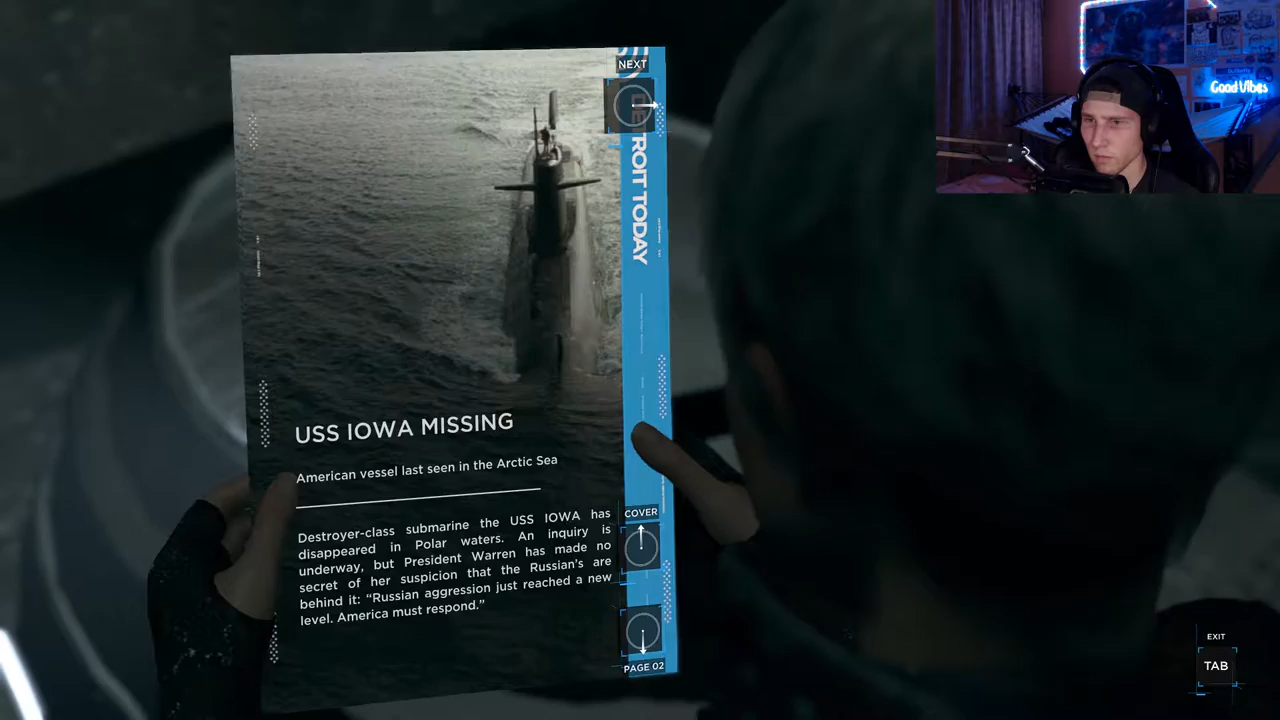 NEXT
DETROIT TODAY
Good Vibes
USS IOWA MISSING
American vessel last seen in the Arctic Sea
Destroyer-class submarine the USS IOWA has
disappeared in Polar waters. An inquiry is
underway, but President Warren has made no
secret of her suspicion that the Russian's are
behind it: “Russian aggression just reached a new
level. America must respond.”
COVER
PAGE 02
EXIT
TAB